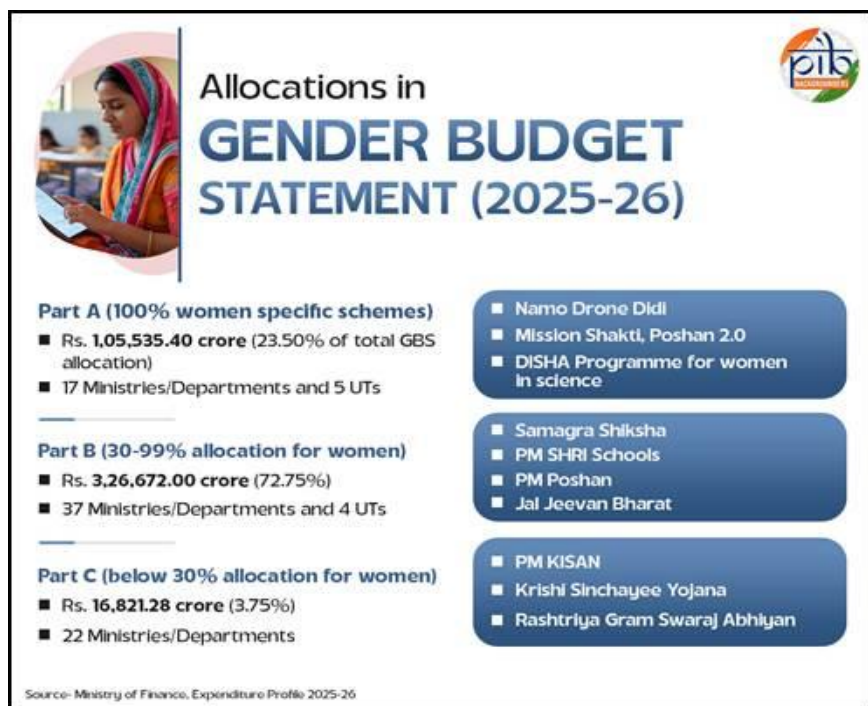 pib
BACKGROUNDERS
Allocations in
GENDER BUDGET
STATEMENT (2025-26)
Part A (100% women specific schemes)
■ Rs. 1,05,535.40 crore (23.50% of total GBS
allocation)
■ 17 Ministries/Departments and 5 UTs
■ Namo Drone Didi
■ Mission Shakti, Poshan 2.0
■ DISHA Programme for women
in science
Part B (30-99% allocation for women)
■ Rs. 3,26,672.00 crore (72.75%)
■ 37 Ministries/Departments and 4 UTs
■ Samagra Shiksha
■ PM SHRI Schools
■ PM Poshan
■ Jal Jeevan Bharat
Part C (below 30% allocation for women)
■ Rs. 16,821.28 crore (3.75%)
■ 22 Ministries/Departments
■ PM KISAN
■ Krishi Sinchayee Yojana
■ Rashtriya Gram Swaraj Abhiyan
Source- Ministry of Finance, Expenditure Profile 2025-26